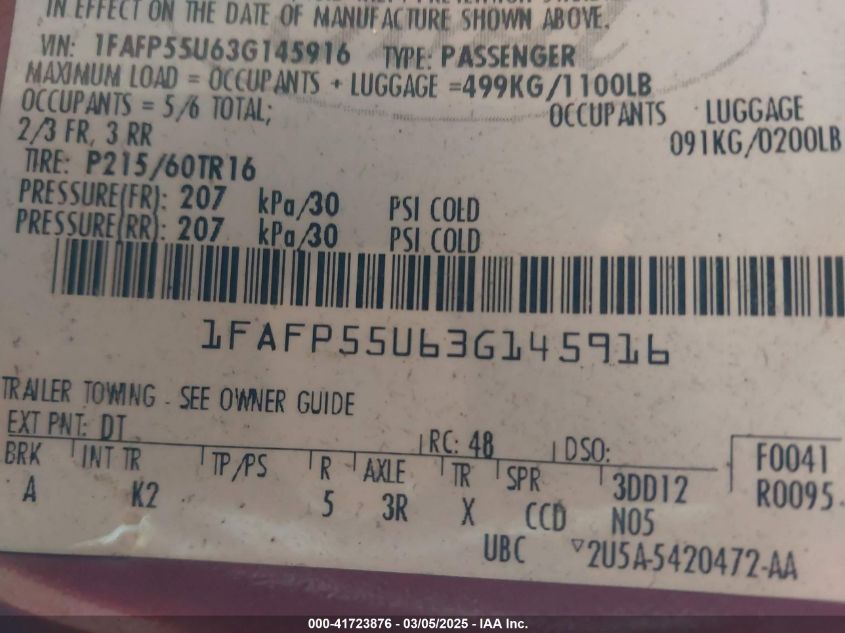 IN EFFECT ON THE DATE OF MANUFACTURE SHOWN ABOVE.
VIN: 1FAFP55U63G145916 TYPE: PASSENGER
MAXIMUM LOAD = OCCUPANTS + LUGGAGE =499KG/1100LB
OCCUPANTS = 5/6 TOTAL; OCCUPANTS LUGGAGE
2/3 FR, 3 RR 091KG/0200LB
TIRE: P215/60TR16
PRESSURE(FR): 207 kPa/30 PSI COLD
PRESSURE(RR): 207 kPa/30 PSI COLD
1FAFP55U63G145916
TRAILER TOWING - SEE OWNER GUIDE
EXT PNT: DT RC: 48 DSO: F0041
BRK INT TR TP/PS R AXLE TR SPR 3DD12 R0095
A K2 5 3R X CCD N05
UBC ▽2U5A-5420472-AA
000-41723876 - 03/05/2025 - IAA Inc.